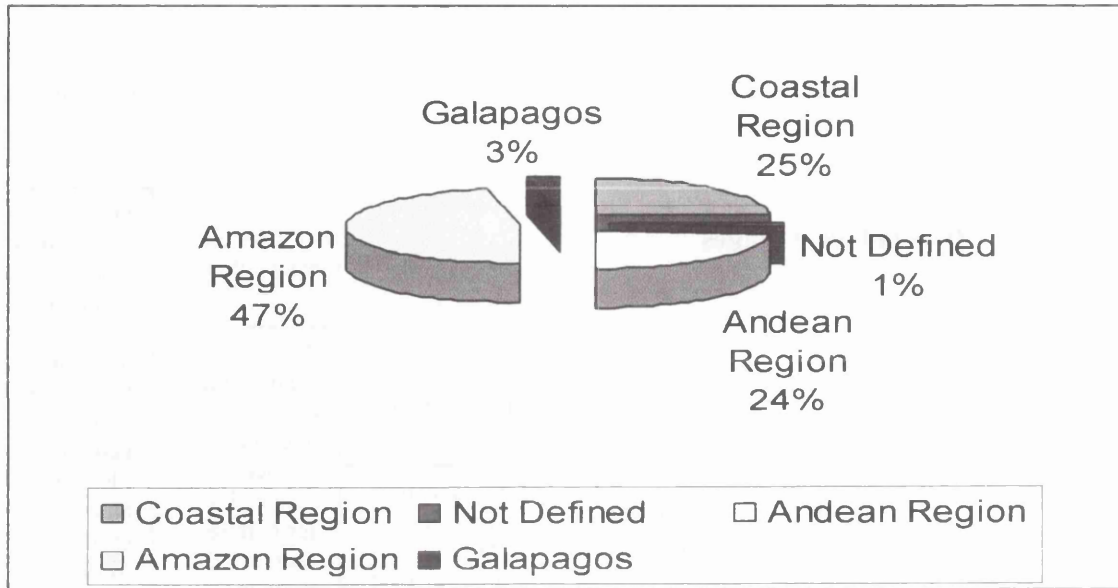 Galapagos
3%
Coastal
Region
25%
Amazon
Region
47%
Not Defined
1%
Andean
Region
24%
Coastal Region Not Defined Andean Region
Amazon Region Galapagos